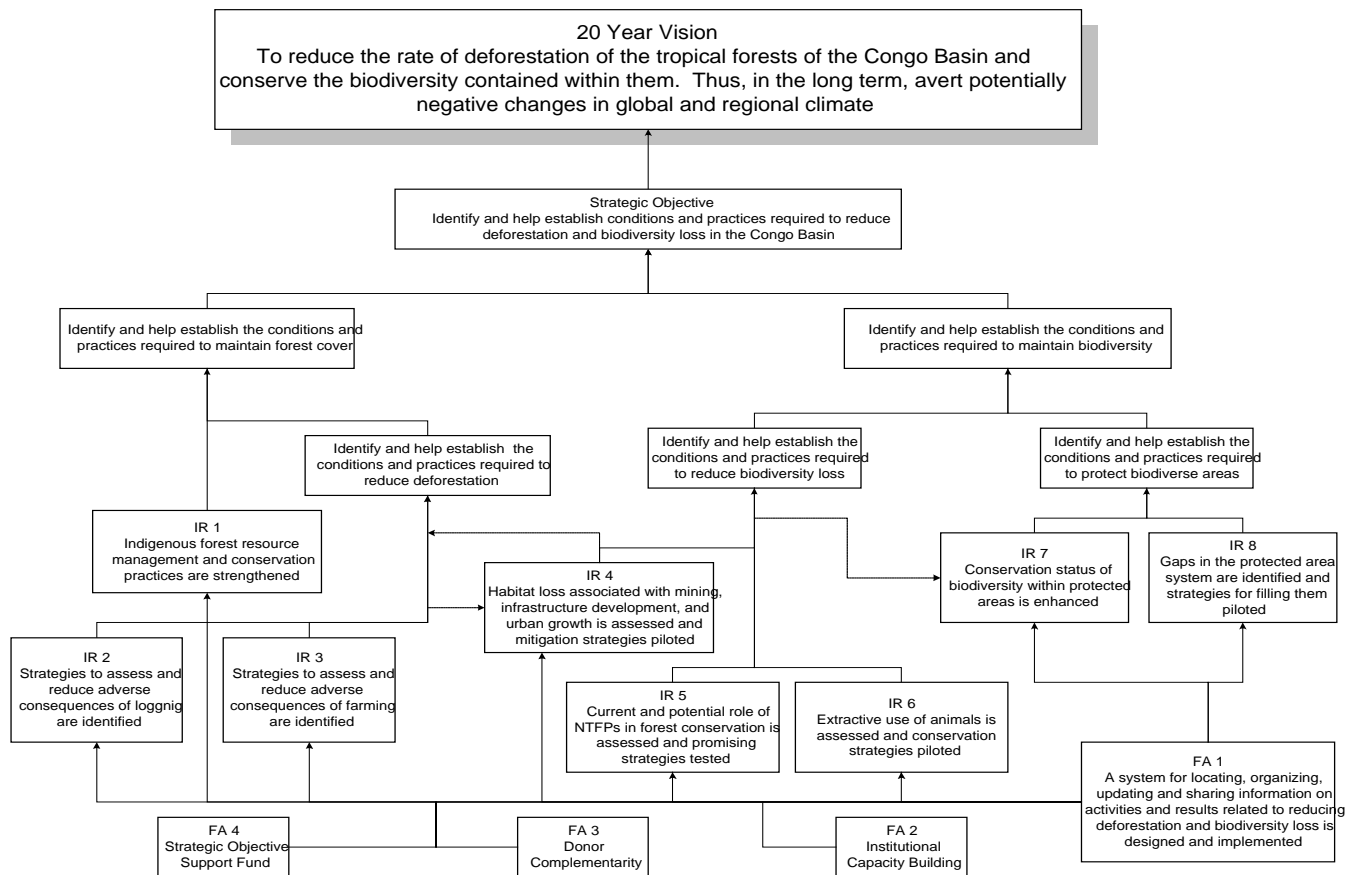 20 Year Vision
To reduce the rate of deforestation of the tropical forests of the Congo Basin and
conserve the biodiversity contained within them. Thus, in the long term, avert potentially
negative changes in global and regional climate
Strategic Objective
Identify and help establish conditions and practices required to reduce
deforestation and biodiversity loss in the Congo Basin
Identify and help establish the conditions and
practices required to maintain forest cover
Identify and help establish the conditions and
practices required to maintain biodiversity
Identify and help establish the
conditions and practices required to
reduce deforestation
Identify and help establish the
conditions and practices required
to reduce biodiversity loss
Identify and help establish the
conditions and practices required
to protect biodiverse areas
IR 1
Indigenous forest resource
management and conservation
practices are strengthened
IR 4
Habitat loss associated with mining,
infrastructure development, and
urban growth is assessed and
mitigation strategies piloted
IR 7
Conservation status of
biodiversity within protected
areas is enhanced
IR 8
Gaps in the protected area
system are identified and
strategies for filling them
piloted
IR 2
Strategies to assess and
reduce adverse
consequences of loggnig
are identified
IR 3
Strategies to assess and
reduce adverse
consequences of farming
are identified
IR 5
Current and potential role of
NTFPs in forest conservation is
assessed and promising
strategies tested
IR 6
Extractive use of animals is
assessed and conservation
strategies piloted
FA 1
A system for locating, organizing,
updating and sharing information on
activities and results related to reducing
deforestation and biodiversity loss is
designed and implemented
FA 4
Strategic Objective
Support Fund
FA 3
Donor
Complementarity
FA 2
Institutional
Capacity Building